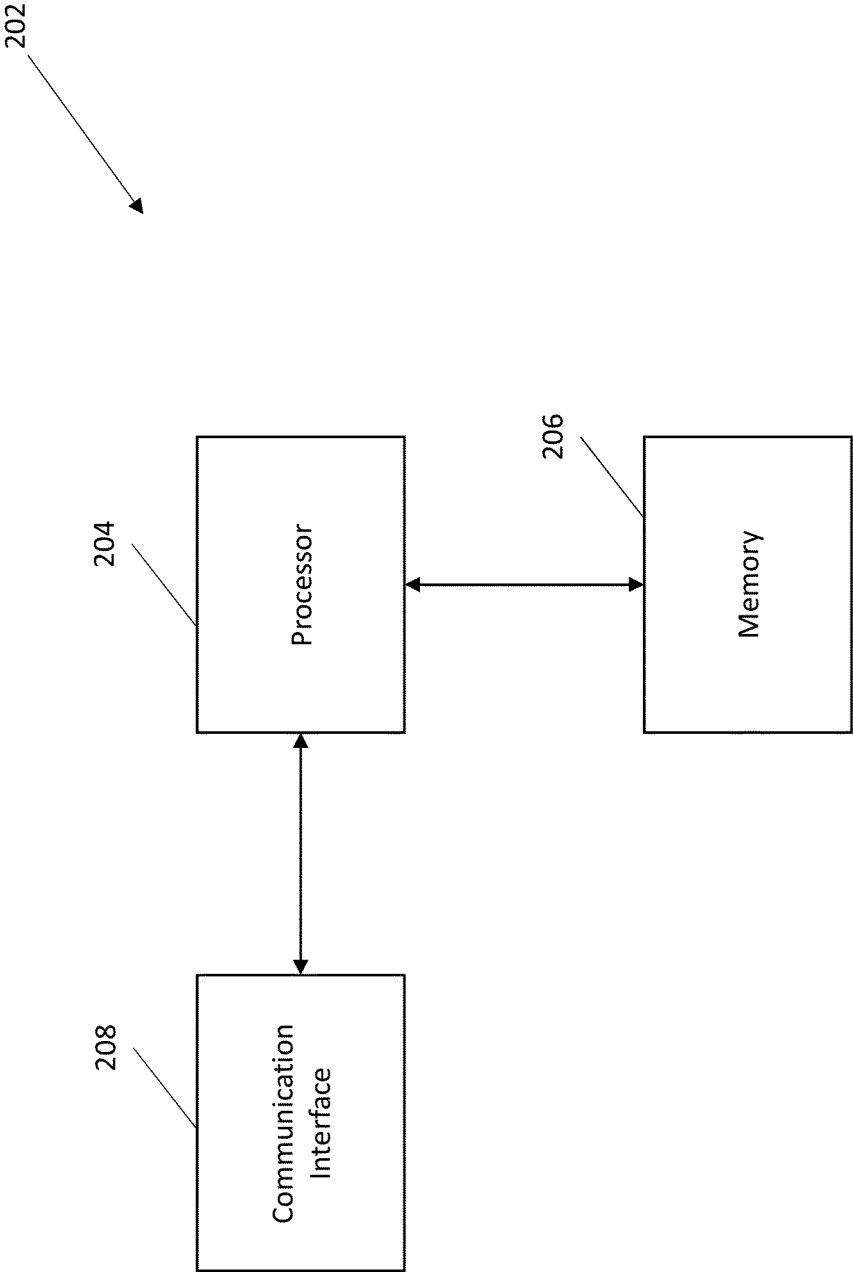 202
204
Processor
206
Memory
208
Communication
Interface